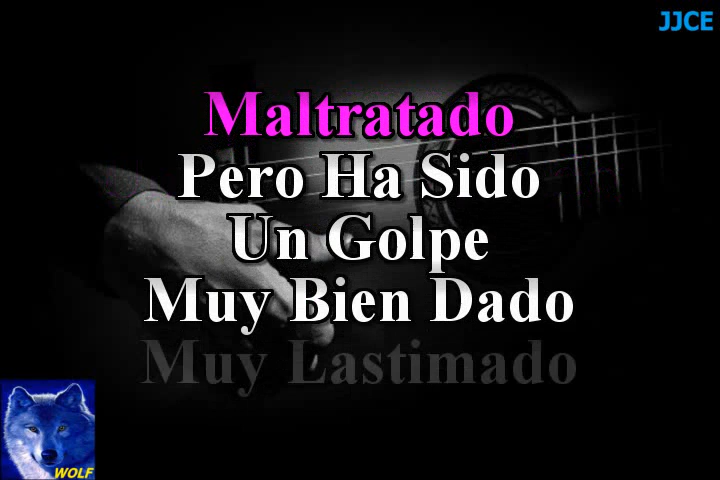 JJCE
Maltratado
Pero Ha Sido
Un Golpe
Muy Bien Dado
Muy Lastimado
WOLF